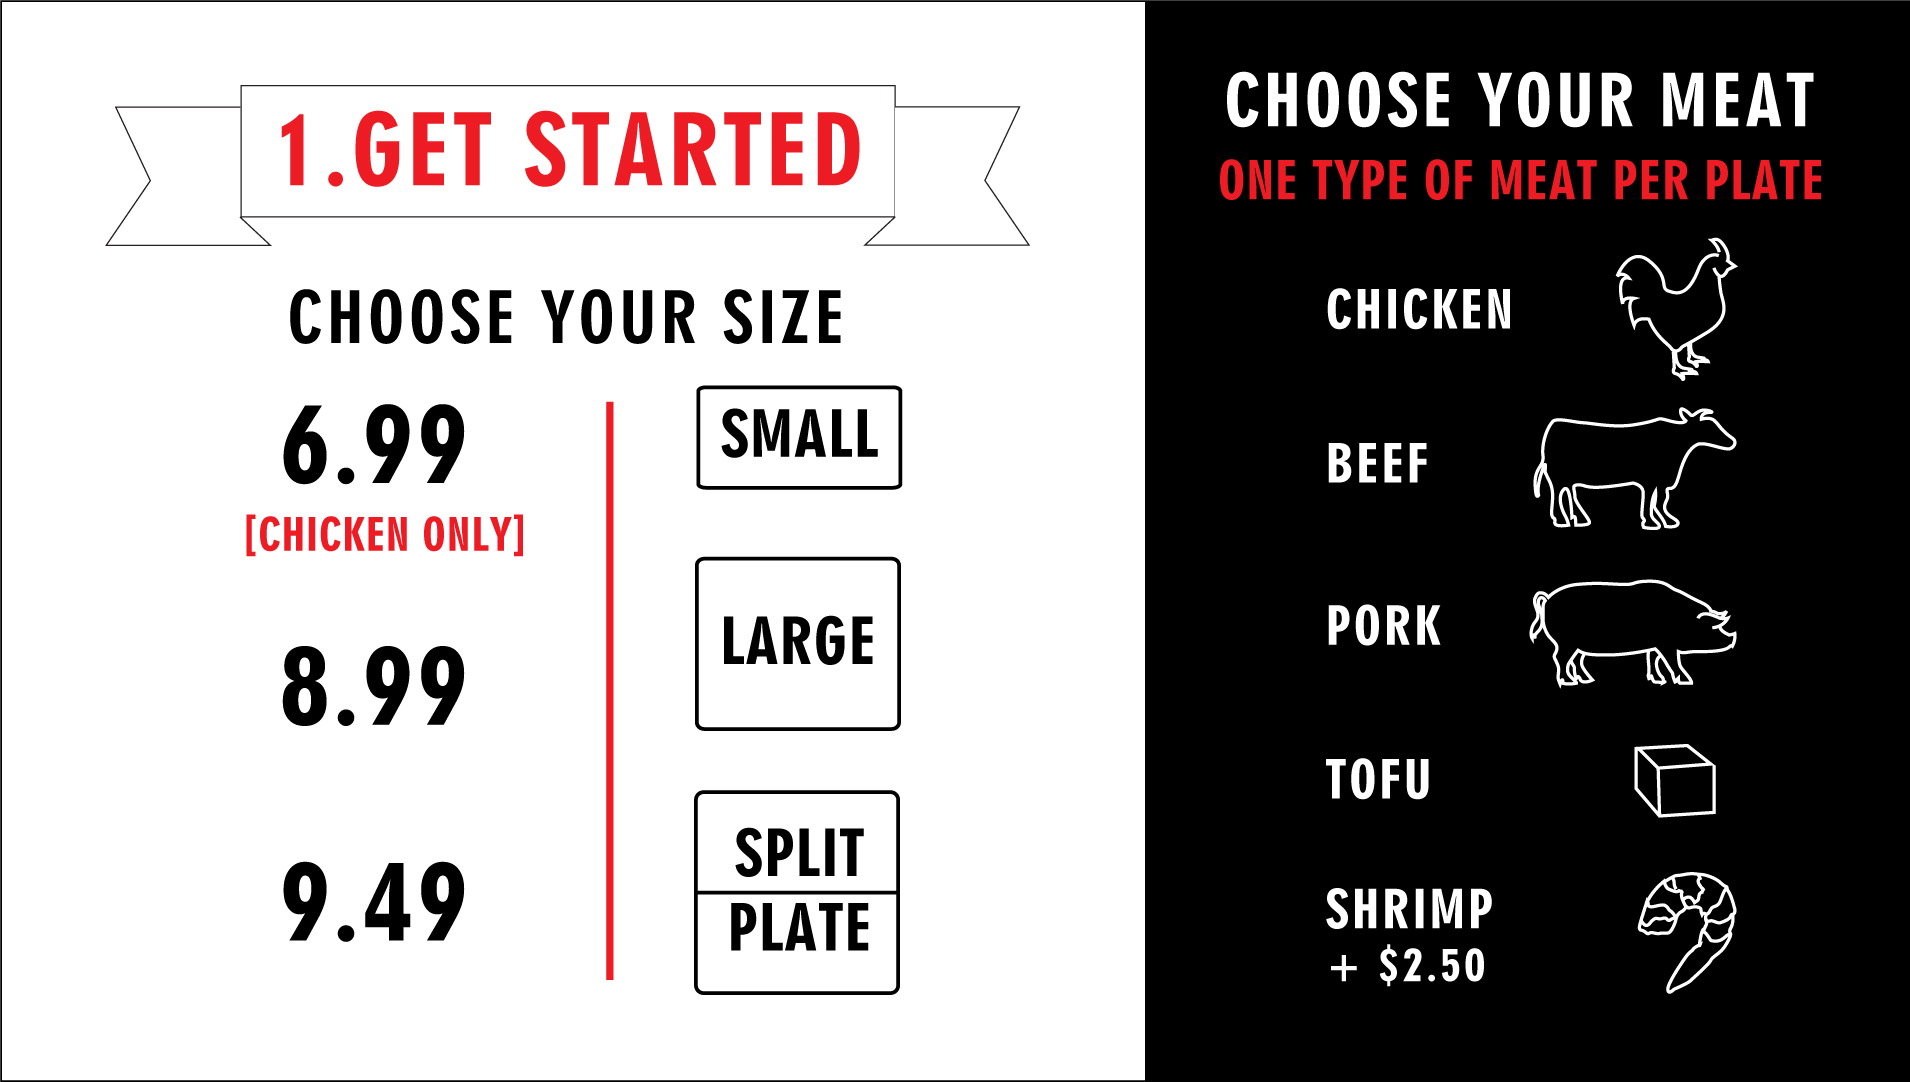 1.GET STARTED
CHOOSE YOUR SIZE
6.99
[CHICKEN ONLY]
SMALL
8.99
LARGE
9.49
SPLIT
PLATE
CHOOSE YOUR MEAT
ONE TYPE OF MEAT PER PLATE
CHICKEN
BEEF
PORK
TOFU
SHRIMP
+ $2.50